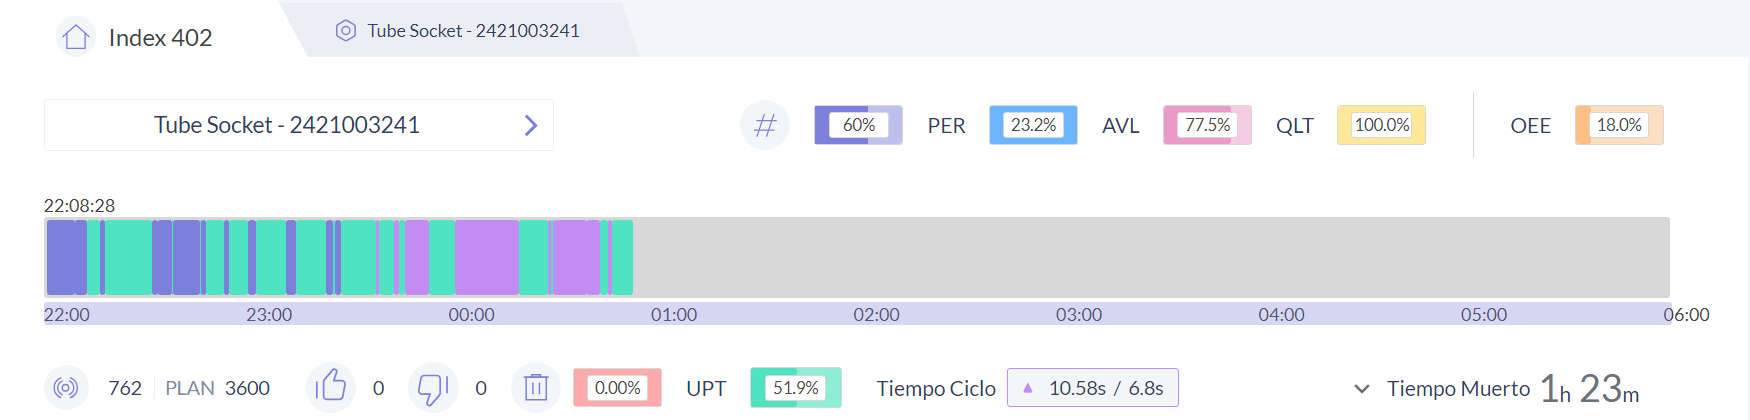 Index 402
Tube Socket - 2421003241
Tube Socket - 2421003241
# 60% PER 23.2% AVL 77.5% QLT 100.0% OEE 18.0%
22:08:28
22:00 23:00 00:00 01:00 02:00 03:00 04:00 05:00 06:00
762 PLAN 3600 0 0 0.00% UPT 51.9% Tiempo Ciclo 10.58s / 6.8s Tiempo Muerto 1h 23m